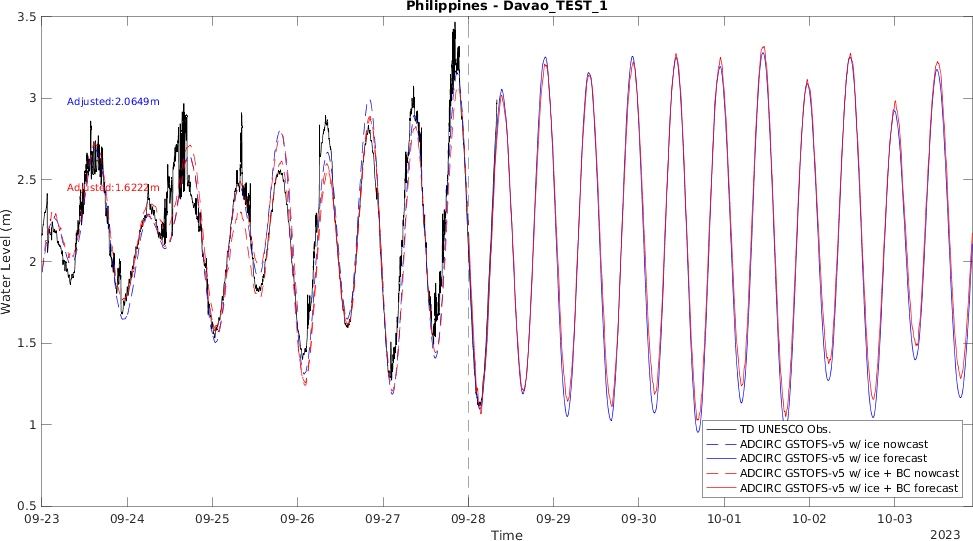 Philippines - Davao_TEST_1
3.5
3
2.5
2
1.5
1
0.5
Water Level (m)
Adjusted:2.0649m
Adjusted:1.6222m
TD UNESCO Obs.
ADCIRC GSTOFS-v5 w/ ice nowcast
ADCIRC GSTOFS-v5 w/ ice forecast
ADCIRC GSTOFS-v5 w/ ice + BC nowcast
ADCIRC GSTOFS-v5 w/ ice + BC forecast
09-23 09-24 09-25 09-26 09-27 09-28 09-29 09-30 10-01 10-02 10-03
Time
2023